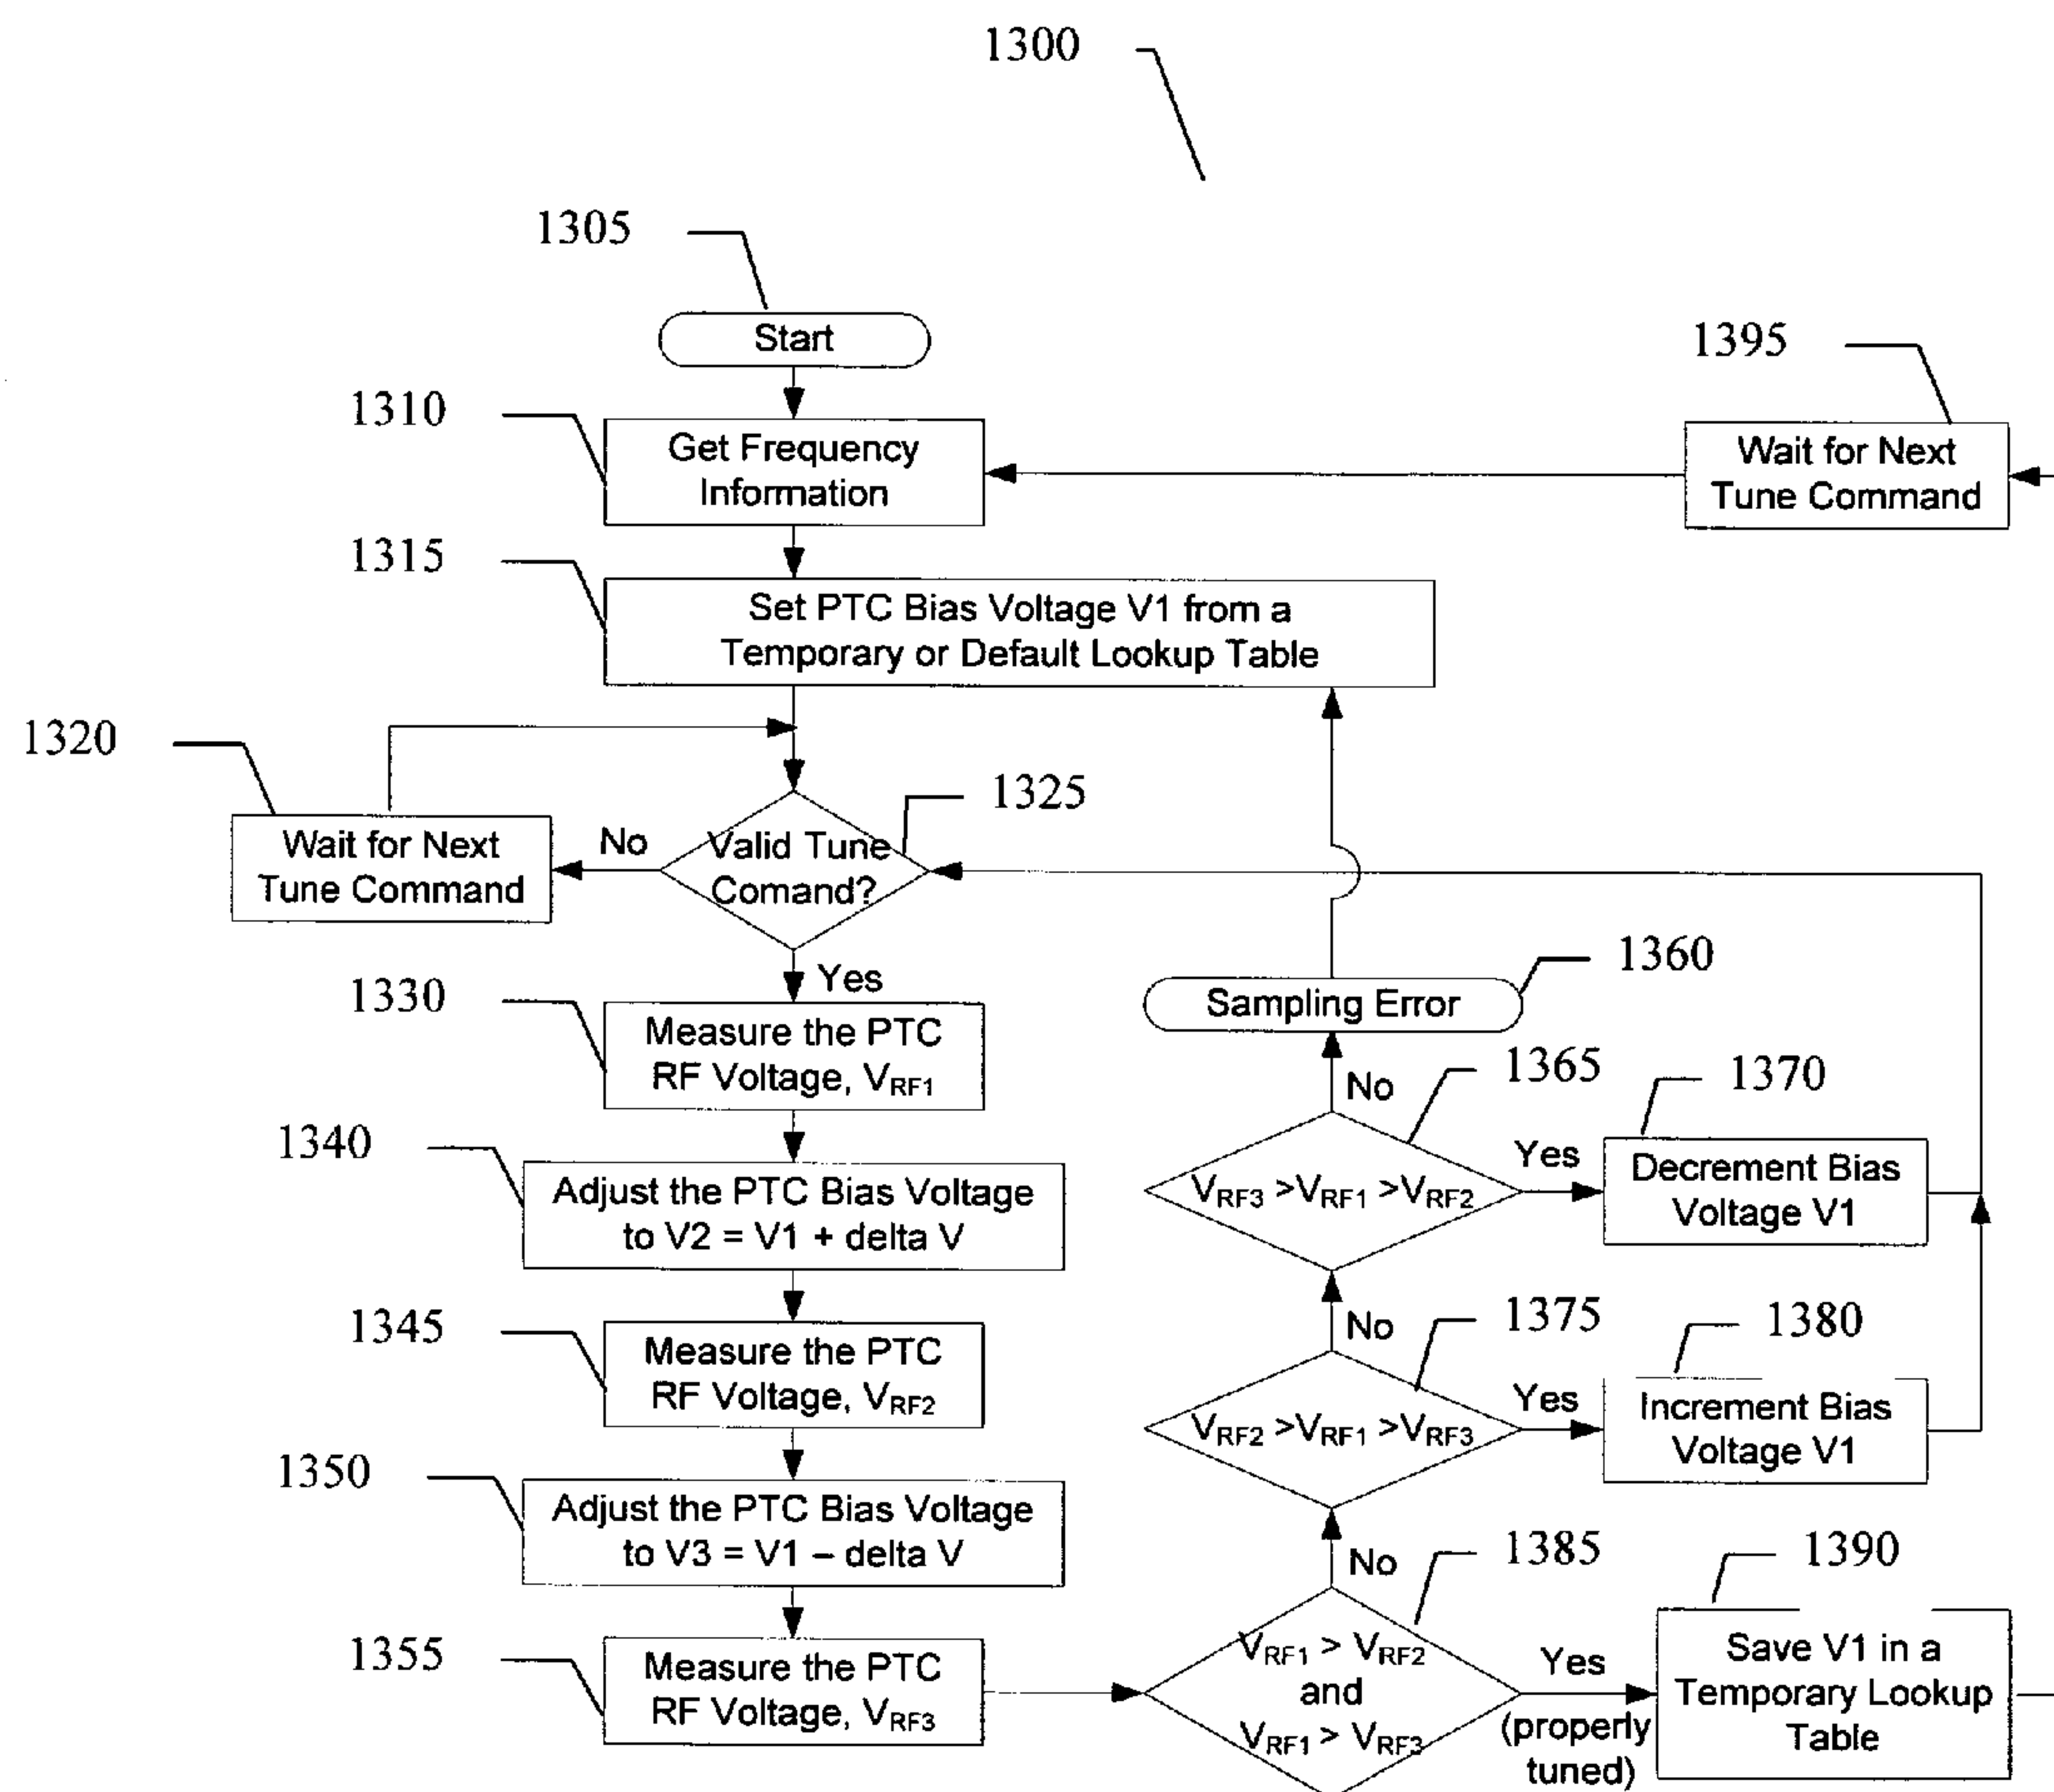 1300
1305
Start
1395
1310
Get Frequency
Information
Wait for Next
Tune Command
1315
Set PTC Bias Voltage V1 from a
Temporary or Default Lookup Table
1320
1325
Wait for Next
Tune Command
No
Valid Tune
Comand?
Yes
1360
Sampling Error
1330
Measure the PTC
RF Voltage, VRF1
1365
1370
No
1340
Adjust the PTC Bias Voltage
to V2 = V1 + delta V
VRF3 >VRF1 >VRF2
Yes
Decrement Bias
Voltage V1
1345
Measure the PTC
RF Voltage, VRF2
No
1375
1380
VRF2 >VRF1 >VRF3
Yes
Increment Bias
Voltage V1
1350
Adjust the PTC Bias Voltage
to V3 = V1 – delta V
No
1385
1390
1355
Measure the PTC
RF Voltage, VRF3
VRF1 > VRF2
and
VRF1 > VRF3
Yes
(properly
tuned)
Save V1 in a
Temporary Lookup
Table